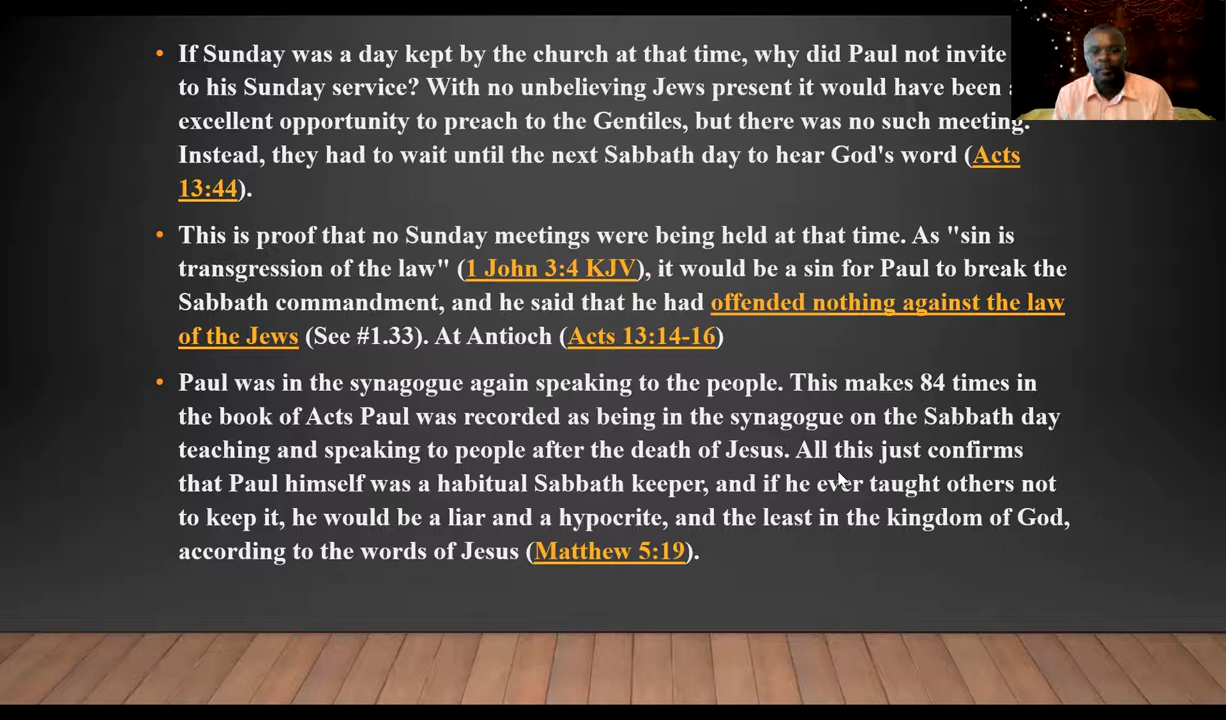 If Sunday was a day kept by the church at that time, why did Paul not invite
to his Sunday service? With no unbelieving Jews present it would have been
excellent opportunity to preach to the Gentiles, but there was no such meeting.
Instead, they had to wait until the next Sabbath day to hear God's word (Acts
13:44).
This is proof that no Sunday meetings were being held at that time. As "sin is
transgression of the law" (1 John 3:4 KJV), it would be a sin for Paul to break the
Sabbath commandment, and he said that he had offended nothing against the law
of the Jews (See #1.33). At Antioch (Acts 13:14-16)
Paul was in the synagogue again speaking to the people. This makes 84 times in
the book of Acts Paul was recorded as being in the synagogue on the Sabbath day
teaching and speaking to people after the death of Jesus. All this just confirms
that Paul himself was a habitual Sabbath keeper, and if he ever taught others not
to keep it, he would be a liar and a hypocrite, and the least in the kingdom of God,
according to the words of Jesus (Matthew 5:19).